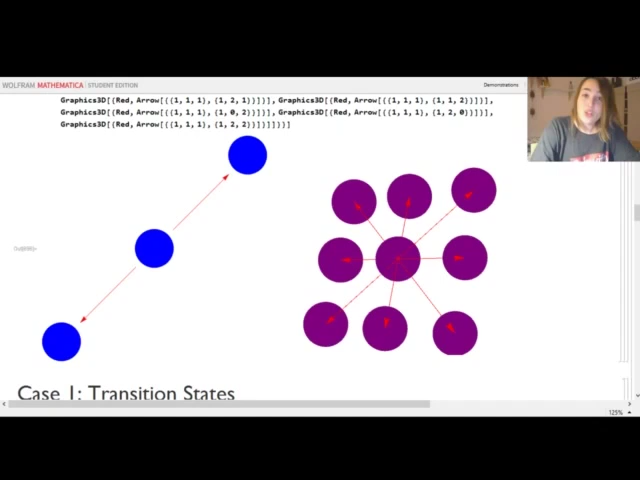 WOLFRAM MATHEMATICA | STUDENT EDITION
Demonstrations
Graphics3D[{Red, Arrow[{{1, 1, 1}, {1, 2, 1}}]}], Graphics3D[{Red, Arrow[{{1, 1, 1}, {1, 1, 2}}]}],
Graphics3D[{Red, Arrow[{{1, 1, 1}, {1, 0, 2}}]}], Graphics3D[{Red, Arrow[{{1, 1, 1}, {1, 2, 0}}]}],
Graphics3D[{Red, Arrow[{{1, 1, 1}, {1, 2, 2}}]}]}]}
Case 1: Transition States
125%